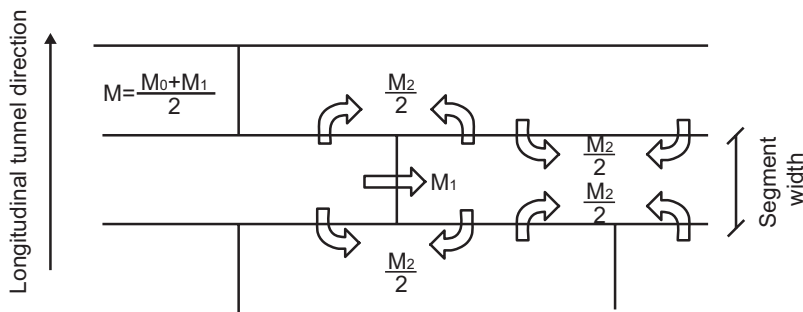 Longitudinal tunnel direction
M=M₀+M₁
2
M₂
2
M₂
2
M₁
M₂
2
M₂
2
Segment
width